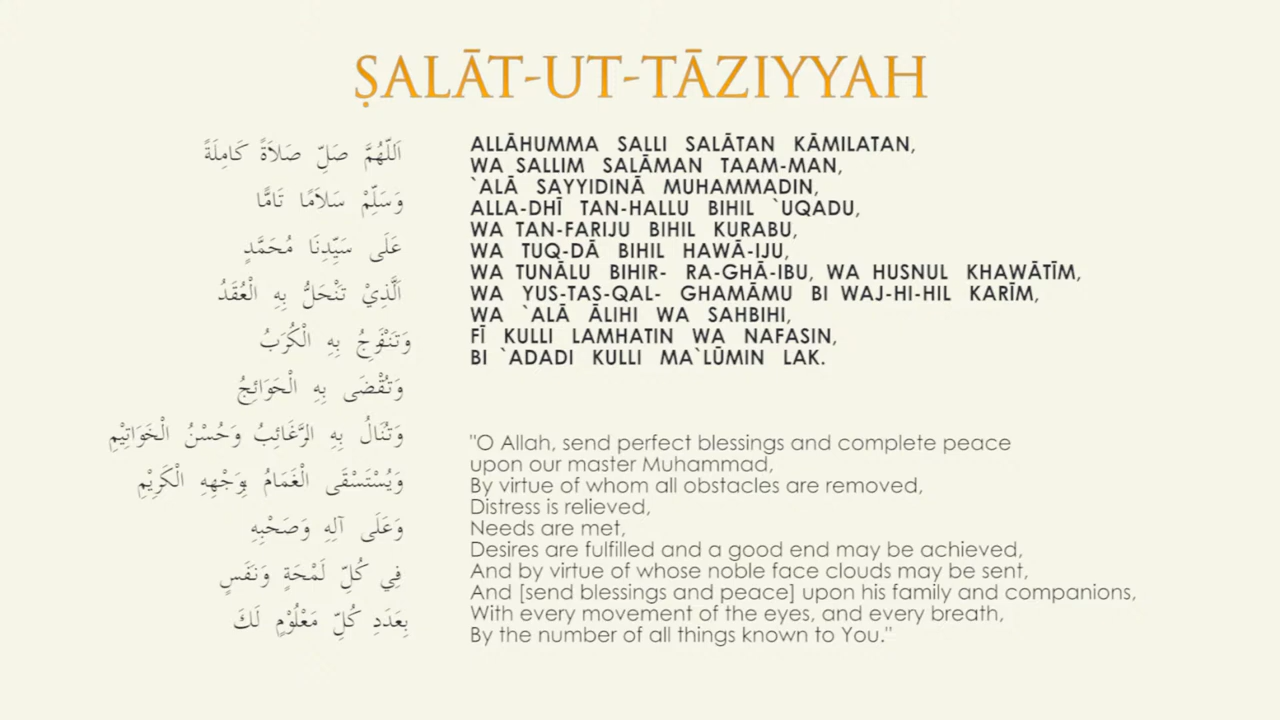 ṢALĀT-UT-TĀZIYYAH
اَللّٰهُمَّ صَلِّ صَلاَةً كَامِلَةً
وَسَلِّمْ سَلاَمًا تَامًّا
عَلَى سَيِّدِنَا مُحَمَّدٍ
اَلَّذِيْ تَنْحَلُّ بِهِ الْعُقَدُ
وَتَنْفَرِجُ بِهِ الْكُرَبُ
وَتُقْضَى بِهِ الْحَوَائِجُ
وَتُنَالُ بِهِ الرَّغَائِبُ وَحُسْنُ الْخَوَاتِيْمِ
وَيُسْتَسْقَى الْغَمَامُ بِوَجْهِهِ الْكَرِيْمِ
وَعَلَى آلِهِ وَصَحْبِهِ
فِي كُلِّ لَمْحَةٍ وَنَفَسٍ
بِعَدَدِ كُلِّ مَعْلُوْمٍ لَكَ
ALLĀHUMMA SALLI SALĀTAN KĀMILATAN,
WA SALLIM SALĀMAN TAAM-MAN,
`ALĀ SAYYIDINĀ MUHAMMADIN,
ALLA-DHĪ TAN-HALLU BIHIL `UQADU,
WA TAN-FARIJU BIHIL KURABU,
WA TUQ-DĀ BIHIL HAWĀ-IJU,
WA TUNĀLU BIHIR- RA-GHĀ-IBU, WA HUSNUL KHAWĀTĪM,
WA YUS-TAS-QAL- GHAMĀMU BI WAJ-HI-HIL KARĪM,
WA `ALĀ ĀLIHI WA SAHBIHI,
FĪ KULLI LAMHATIN WA NAFASIN,
BI `ADADI KULLI MA`LŪMIN LAK.
"O Allah, send perfect blessings and complete peace
upon our master Muhammad,
By virtue of whom all obstacles are removed,
Distress is relieved,
Needs are met,
Desires are fulfilled and a good end may be achieved,
And by virtue of whose noble face clouds may be sent,
And [send blessings and peace] upon his family and companions,
With every movement of the eyes, and every breath,
By the number of all things known to You."